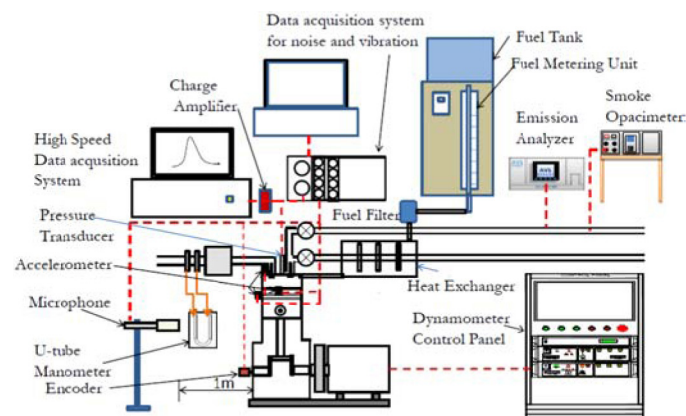 Data acquisition system
for noise and vibration
Fuel Tank
Fuel Metering Unit
Charge
Amplifier
Smoke
Opacimeter
Emission
Analyzer
High Speed
Data acqusition
System
Pressure
Transducer
Fuel Filter
Accelerometer
Heat Exchanger
Microphone
Dynamometer
Control Panel
U-tube
Manometer
Encoder
1m